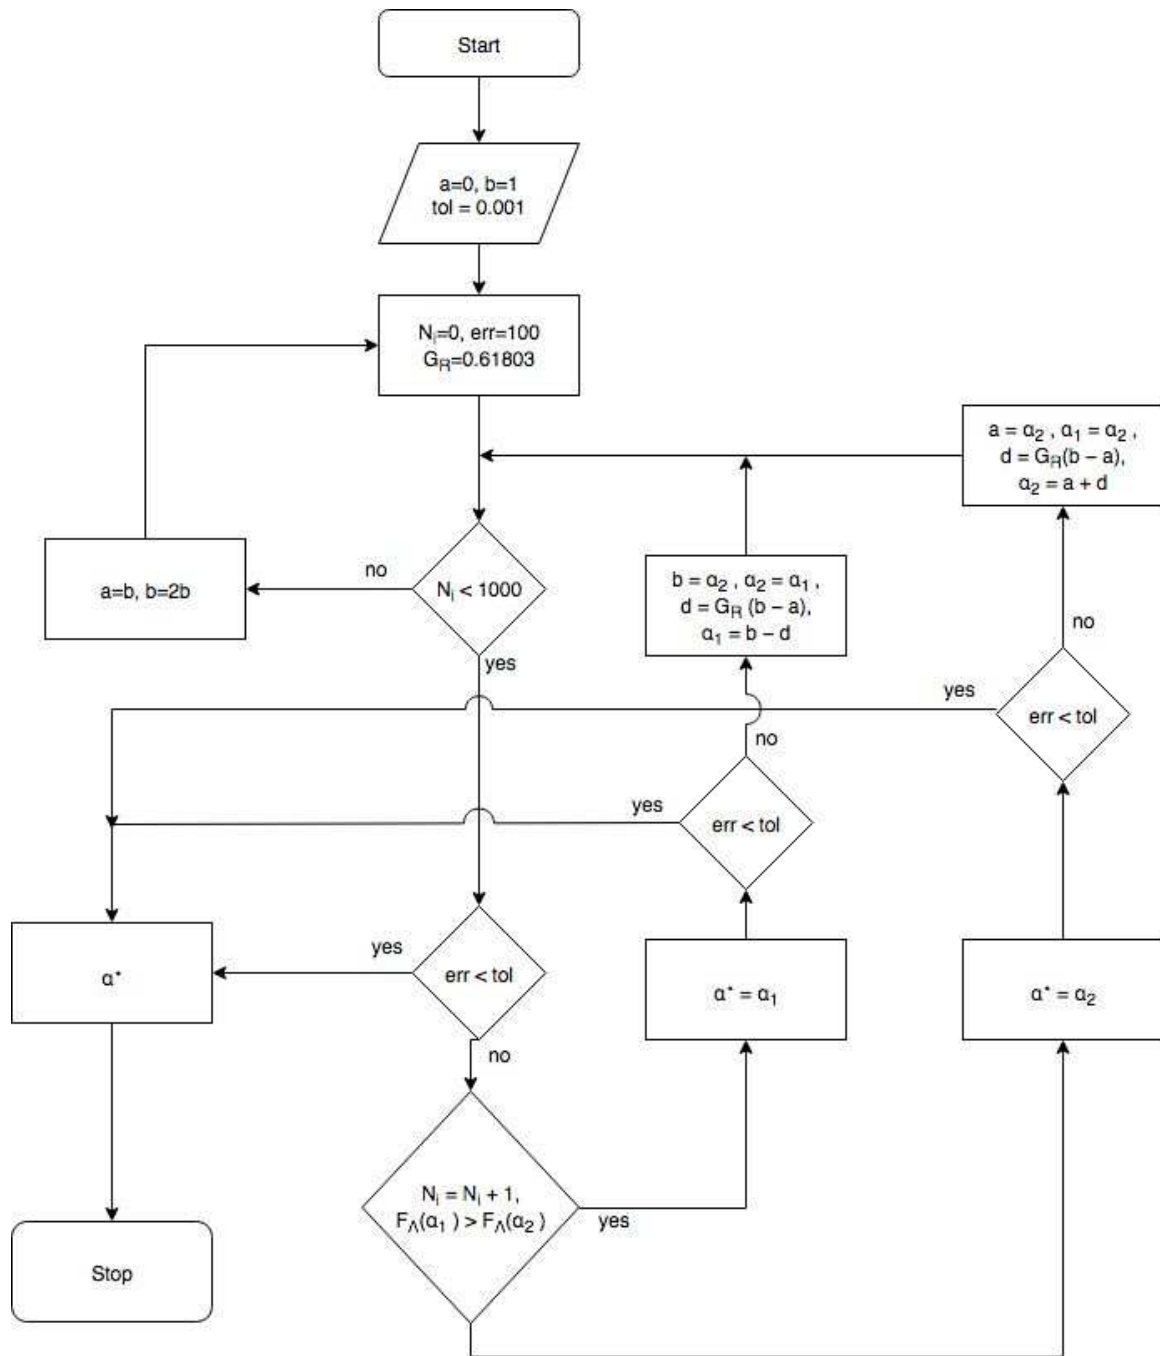 Start
a=0, b=1
tol = 0.001
Nᵢ=0, err=100
G_R=0.61803
a = α₂ , α₁ = α₂ ,
d = G_R(b − a),
α₂ = a + d
a=b, b=2b
no
Nᵢ < 1000
b = α₂ , α₂ = α₁ ,
d = G_R (b − a),
α₁ = b − d
no
yes
yes
err < tol
no
yes
err < tol
α*
yes
err < tol
α* = α₁
α* = α₂
no
Nᵢ = Nᵢ + 1,
F_Λ(α₁ ) > F_Λ(α₂ )
yes
Stop